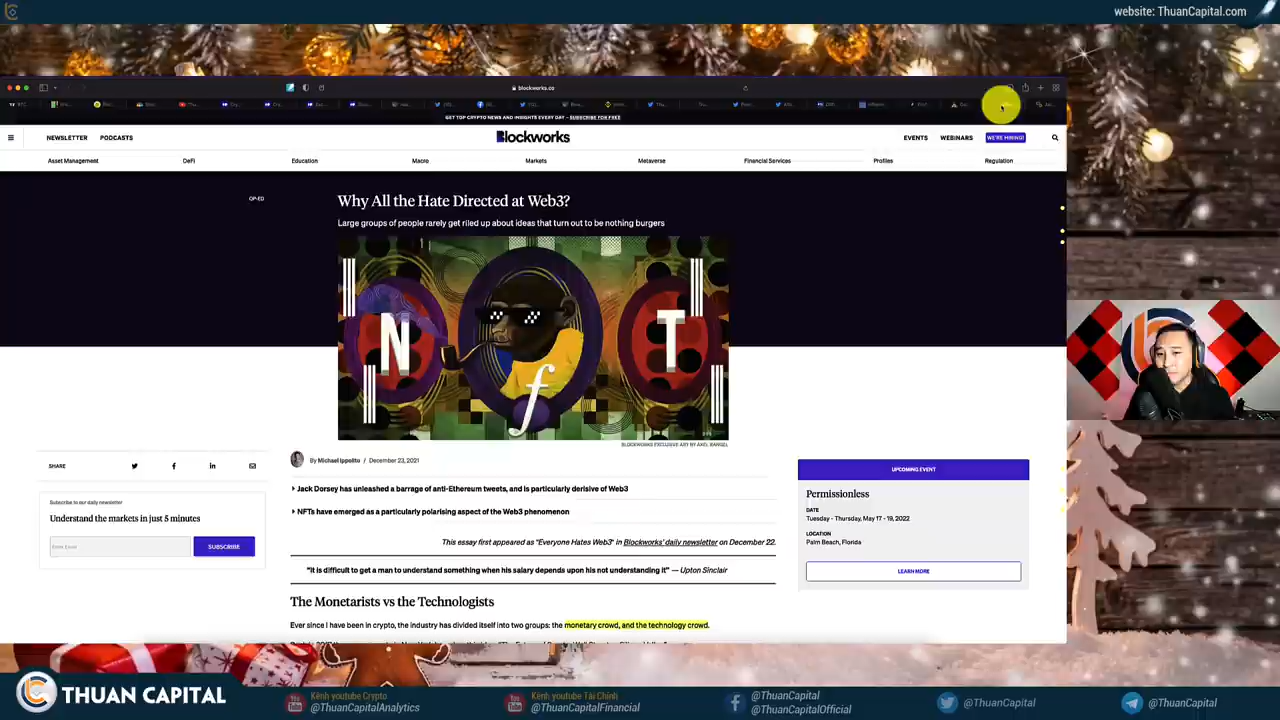 website: ThuanCapital.com
blockworks.co
GET TOP CRYPTO NEWS AND INSIGHTS EVERY DAY - SUBSCRIBE FOR FREE
NEWSLETTER PODCASTS
Blockworks
EVENTS WEBINARS WE'RE HIRING!
Asset Management DeFi Education Macro Markets Metaverse Financial Services Profiles Regulation
OP-ED
Why All the Hate Directed at Web3?
Large groups of people rarely get riled up about ideas that turn out to be nothing burgers
N f T
BLOCKWORKS EXCLUSIVE ART BY AXEL RANGEL
By Michael Ippolito / December 23, 2021
SHARE
Jack Dorsey has unleashed a barrage of anti-Ethereum tweets, and is particularly derisive of Web3
NFTs have emerged as a particularly polarising aspect of the Web3 phenomenon
Subscribe to our daily newsletter
Understand the markets in just 5 minutes
SUBSCRIBE
This essay first appeared as "Everyone Hates Web3" in Blockworks' daily newsletter on December 22.
"It is difficult to get a man to understand something when his salary depends upon his not understanding it" — Upton Sinclair
The Monetarists vs the Technologists
Ever since I have been in crypto, the industry has divided itself into two groups: the monetary crowd, and the technology crowd.
UPCOMING EVENT
Permissionless
DATE
Tuesday - Thursday, May 17 - 19, 2022
LOCATION
Palm Beach, Florida
LEARN MORE
THUAN CAPITAL
Kênh youtube Crypto
@ThuanCapitalAnalytics
Kênh youtube Tài Chính
@ThuanCapital
@ThuanCapitalOfficial
@ThuanCapital